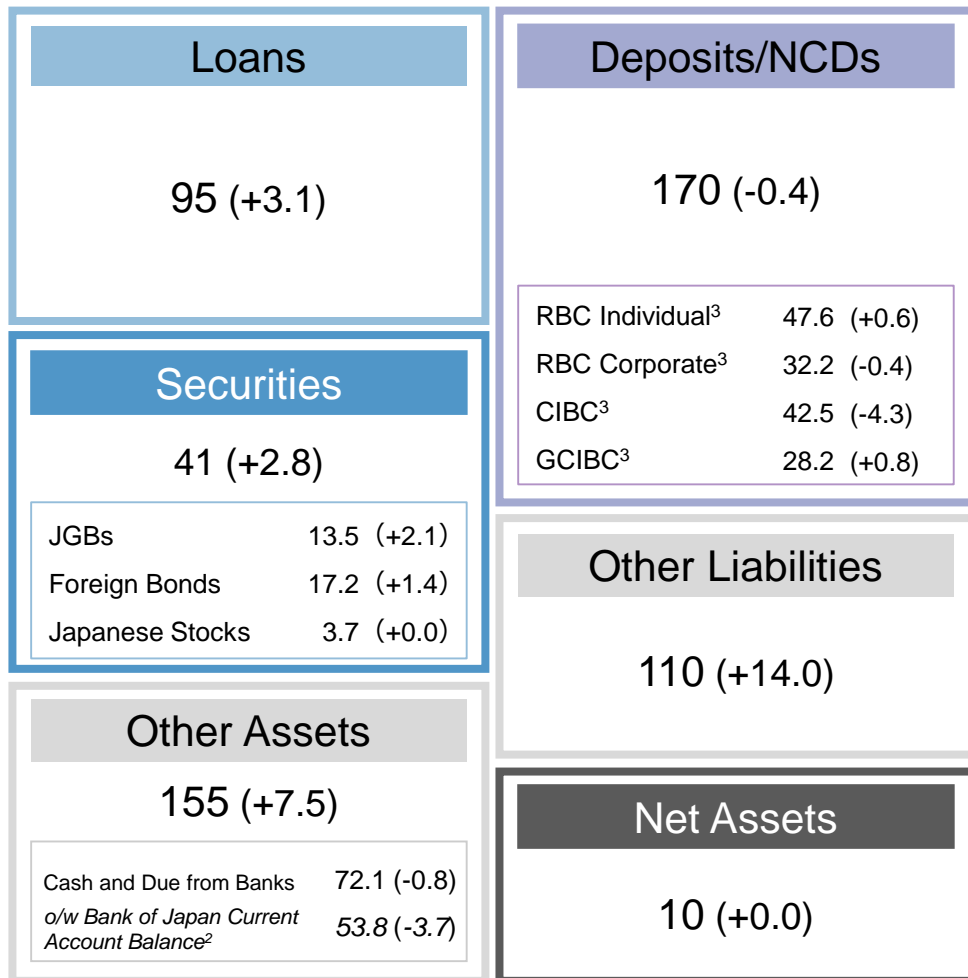 Loans
95 (+3.1)
Securities
41 (+2.8)
JGBs 13.5 (+2.1)
Foreign Bonds 17.2 (+1.4)
Japanese Stocks 3.7 (+0.0)
Other Assets
155 (+7.5)
Cash and Due from Banks 72.1 (-0.8)
o/w Bank of Japan Current
Account Balance² 53.8 (-3.7)
Deposits/NCDs
170 (-0.4)
RBC Individual³ 47.6 (+0.6)
RBC Corporate³ 32.2 (-0.4)
CIBC³ 42.5 (-4.3)
GCIBC³ 28.2 (+0.8)
Other Liabilities
110 (+14.0)
Net Assets
10 (+0.0)